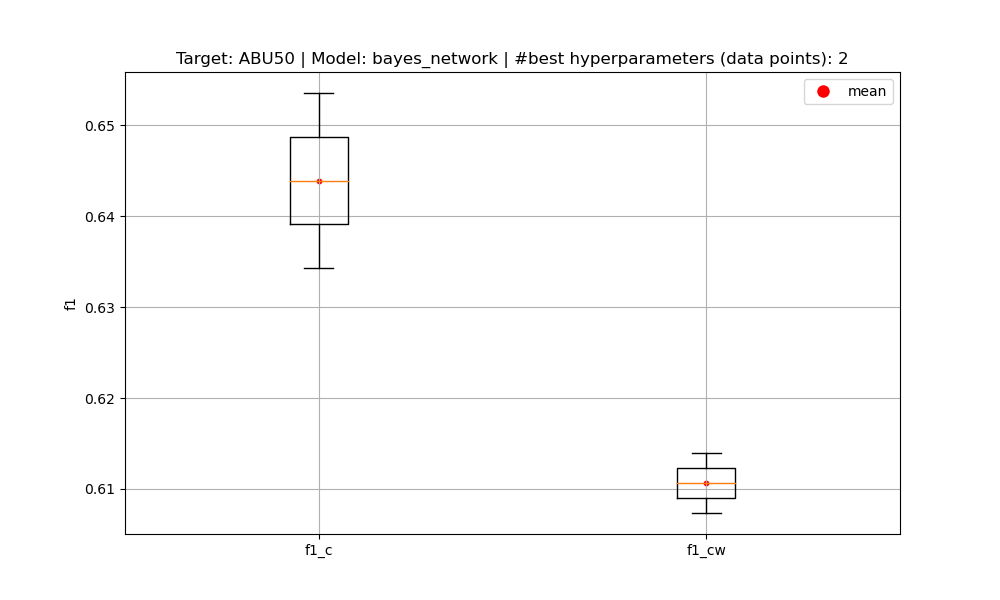 Target: ABU50 | Model: bayes_network | #best hyperparameters (data points): 2
mean
0.65
0.64
0.63
0.62
0.61
f1
f1_c
f1_cw